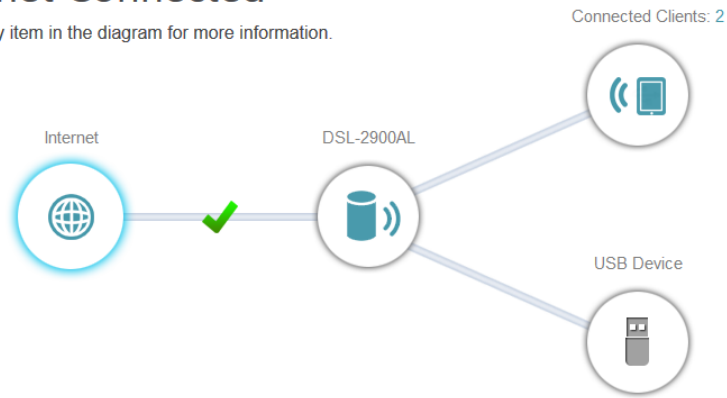 Connected Clients: 2
item in the diagram for more information.
Internet
DSL-2900AL
USB Device